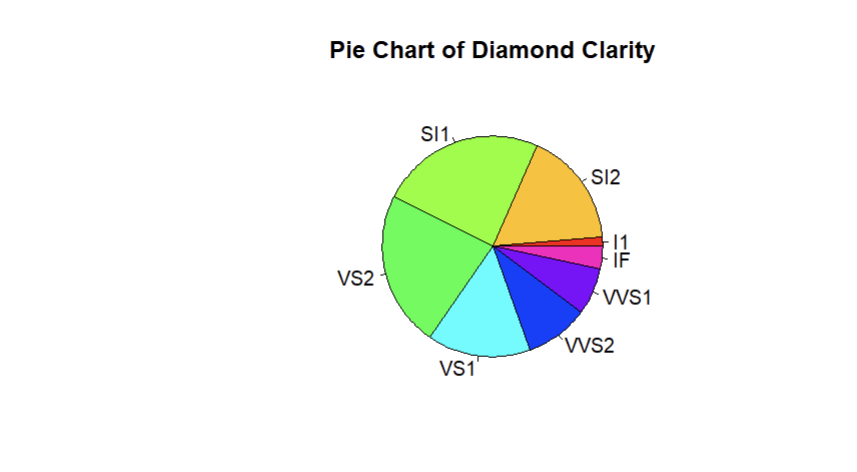 Pie Chart of Diamond Clarity
SI1
SI2
I1
IF
VS2
VVS1
VVS2
VS1